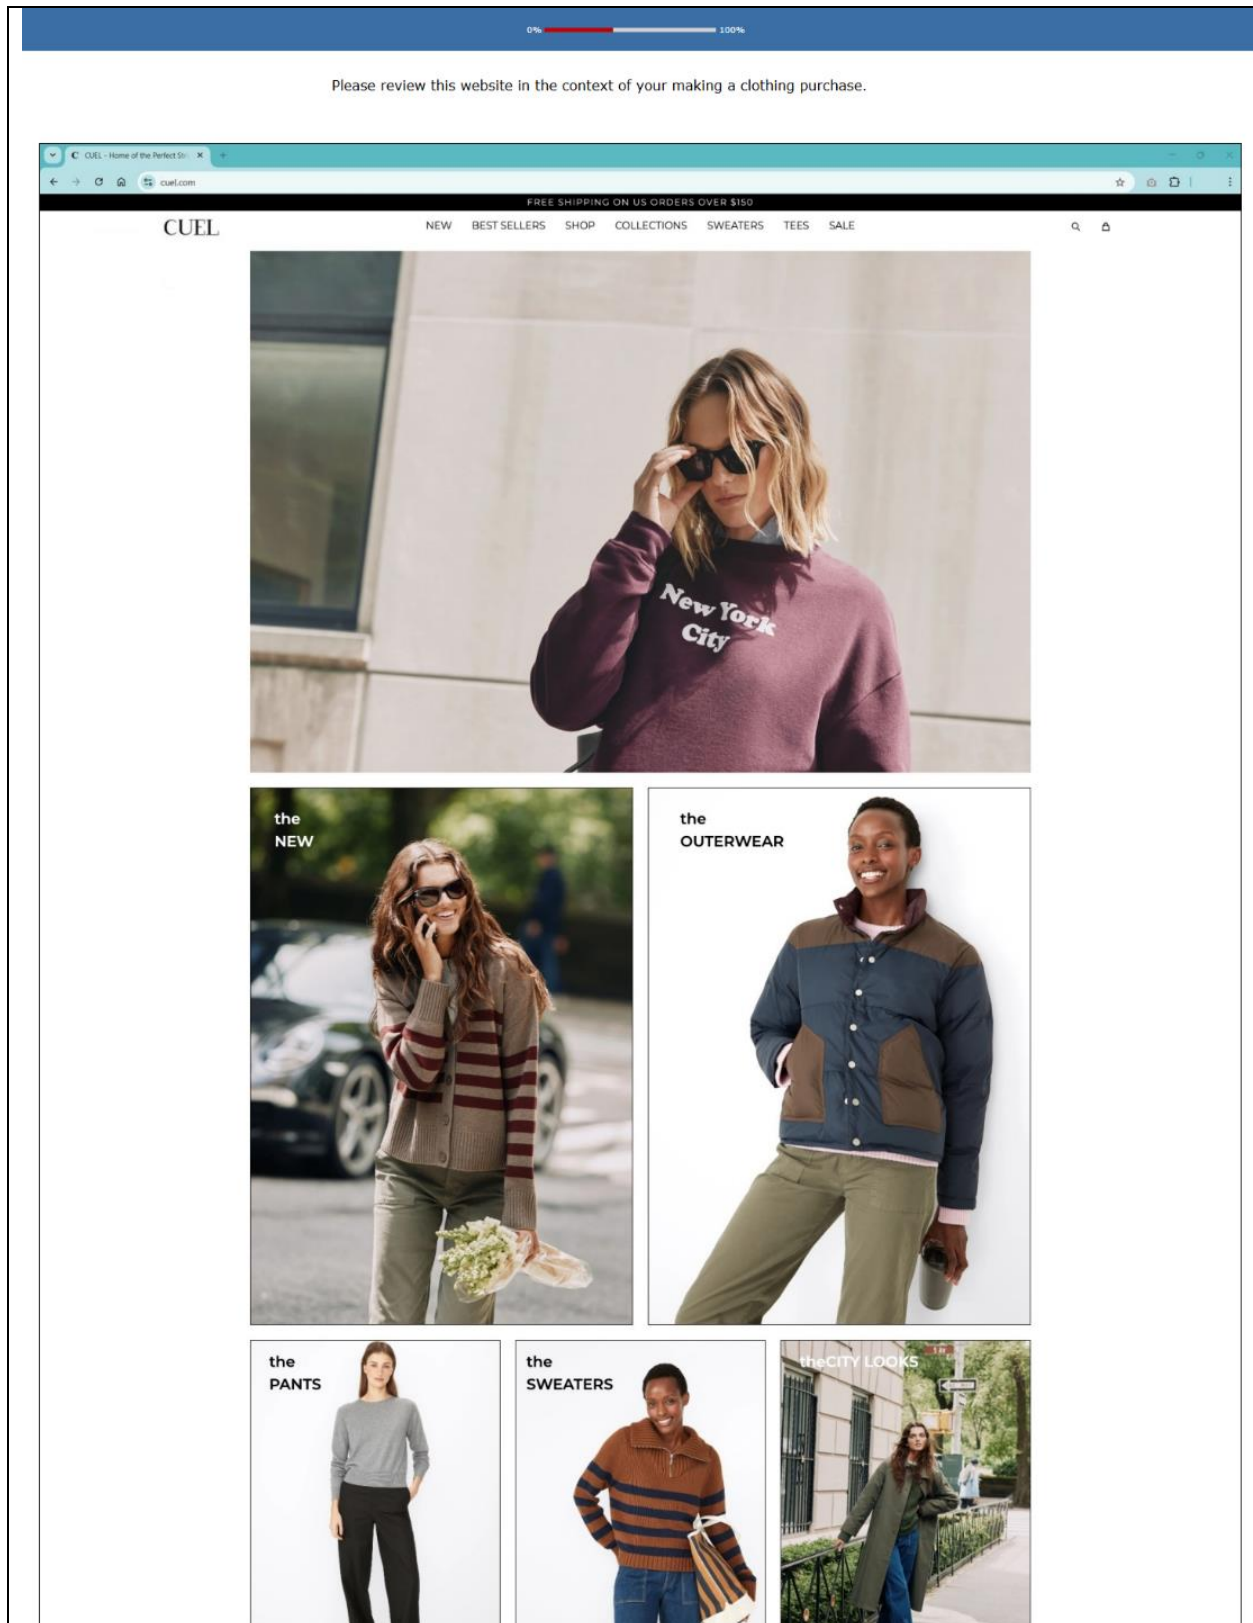 0% 100%
Please review this website in the context of your making a clothing purchase.
C CUEL - Home of the Perfect Str
cuel.com
FREE SHIPPING ON US ORDERS OVER $150
CUEL NEW BEST SELLERS SHOP COLLECTIONS SWEATERS TEES SALE
New York
City
the
NEW
the
OUTERWEAR
the
PANTS
the
SWEATERS
theCITY LOOKS